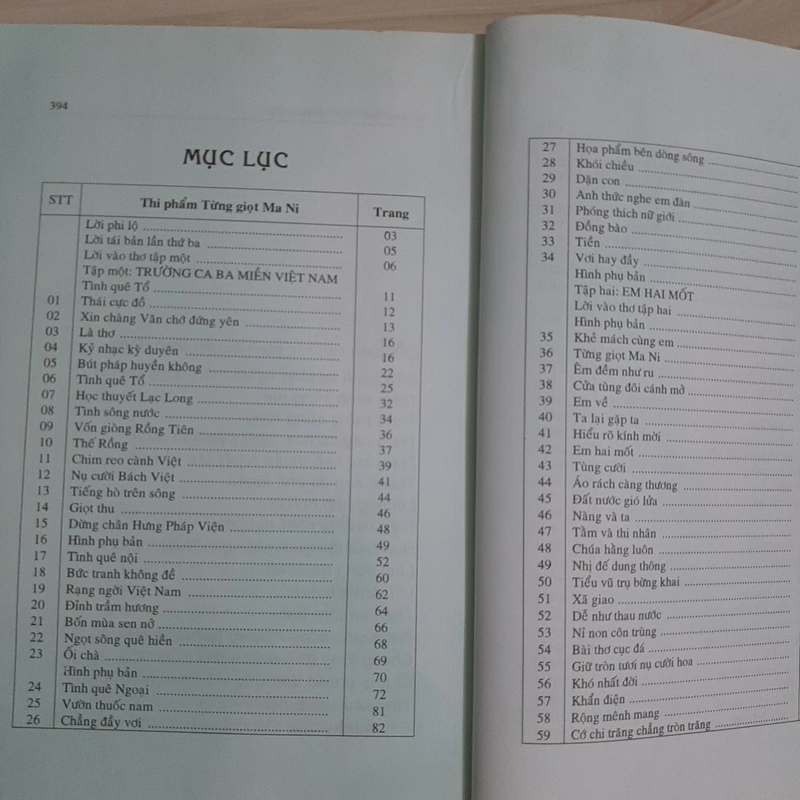 394
MỤC LỤC
STT Thi phẩm Từng giọt Ma Ni Trang
Lời phi lộ 03
Lời tái bản lần thứ ba 05
Lời vào thơ tập một 06
Tập một: TRƯỜNG CA BA MIỀN VIỆT NAM
Tình quê Tổ 11
01 Thái cực đồ 12
02 Xin chàng Văn chớ đứng yên 13
03 Là thơ 16
04 Kỷ nhạc kỳ duyên 16
05 Bút pháp huyền không 22
06 Tình quê Tổ 25
07 Học thuyết Lạc Long 32
08 Tình sông nước 34
09 Vốn giòng Rồng Tiên 36
10 Thế Rồng 37
11 Chim reo cành Việt 39
12 Nụ cười Bách Việt 41
13 Tiếng hò trên sông 44
14 Giọt thu 46
15 Dừng chân Hưng Pháp Viện 48
16 Hình phụ bản 49
17 Tình quê nội 52
18 Bức tranh không đề 60
19 Rạng ngời Việt Nam 62
20 Đỉnh trầm hương 64
21 Bốn mùa sen nở 66
22 Ngọt sông quê hiền 68
23 Ôi chà 69
Hình phụ bản 70
24 Tình quê Ngoại 72
25 Vườn thuốc nam 81
26 Chẳng đầy vơi 82
27 Họa phẩm bên dòng sông
28 Khói chiều
29 Dặn con
30 Anh thức nghe em đàn
31 Phóng thích nữ giới
32 Đồng bào
33 Tiền
34 Vơi hay đầy
Hình phụ bản
Tập hai: EM HAI MỐT
Lời vào thơ tập hai
Hình phụ bản
35 Khẻ mách cùng em
36 Từng giọt Ma Ni
37 Êm đềm như ru
38 Cửa tùng đôi cánh mở
39 Em về
40 Ta lại gặp ta
41 Hiểu rõ kính mời
42 Em hai mốt
43 Tùng cười
44 Áo rách càng thương
45 Đất nước gió lửa
46 Nàng và ta
47 Tằm và thi nhân
48 Chúa hằng luôn
49 Nhị đế dung thông
50 Tiểu vũ trụ bừng khai
51 Xã giao
52 Dễ như thau nước
53 Nỉ non côn trùng
54 Bài thơ cục đá
55 Giữ tròn tươi nụ cười hoa
56 Khó nhất đời
57 Khẩn điện
58 Rộng mênh mang
59 Cớ chi trăng chẳng tròn trăng